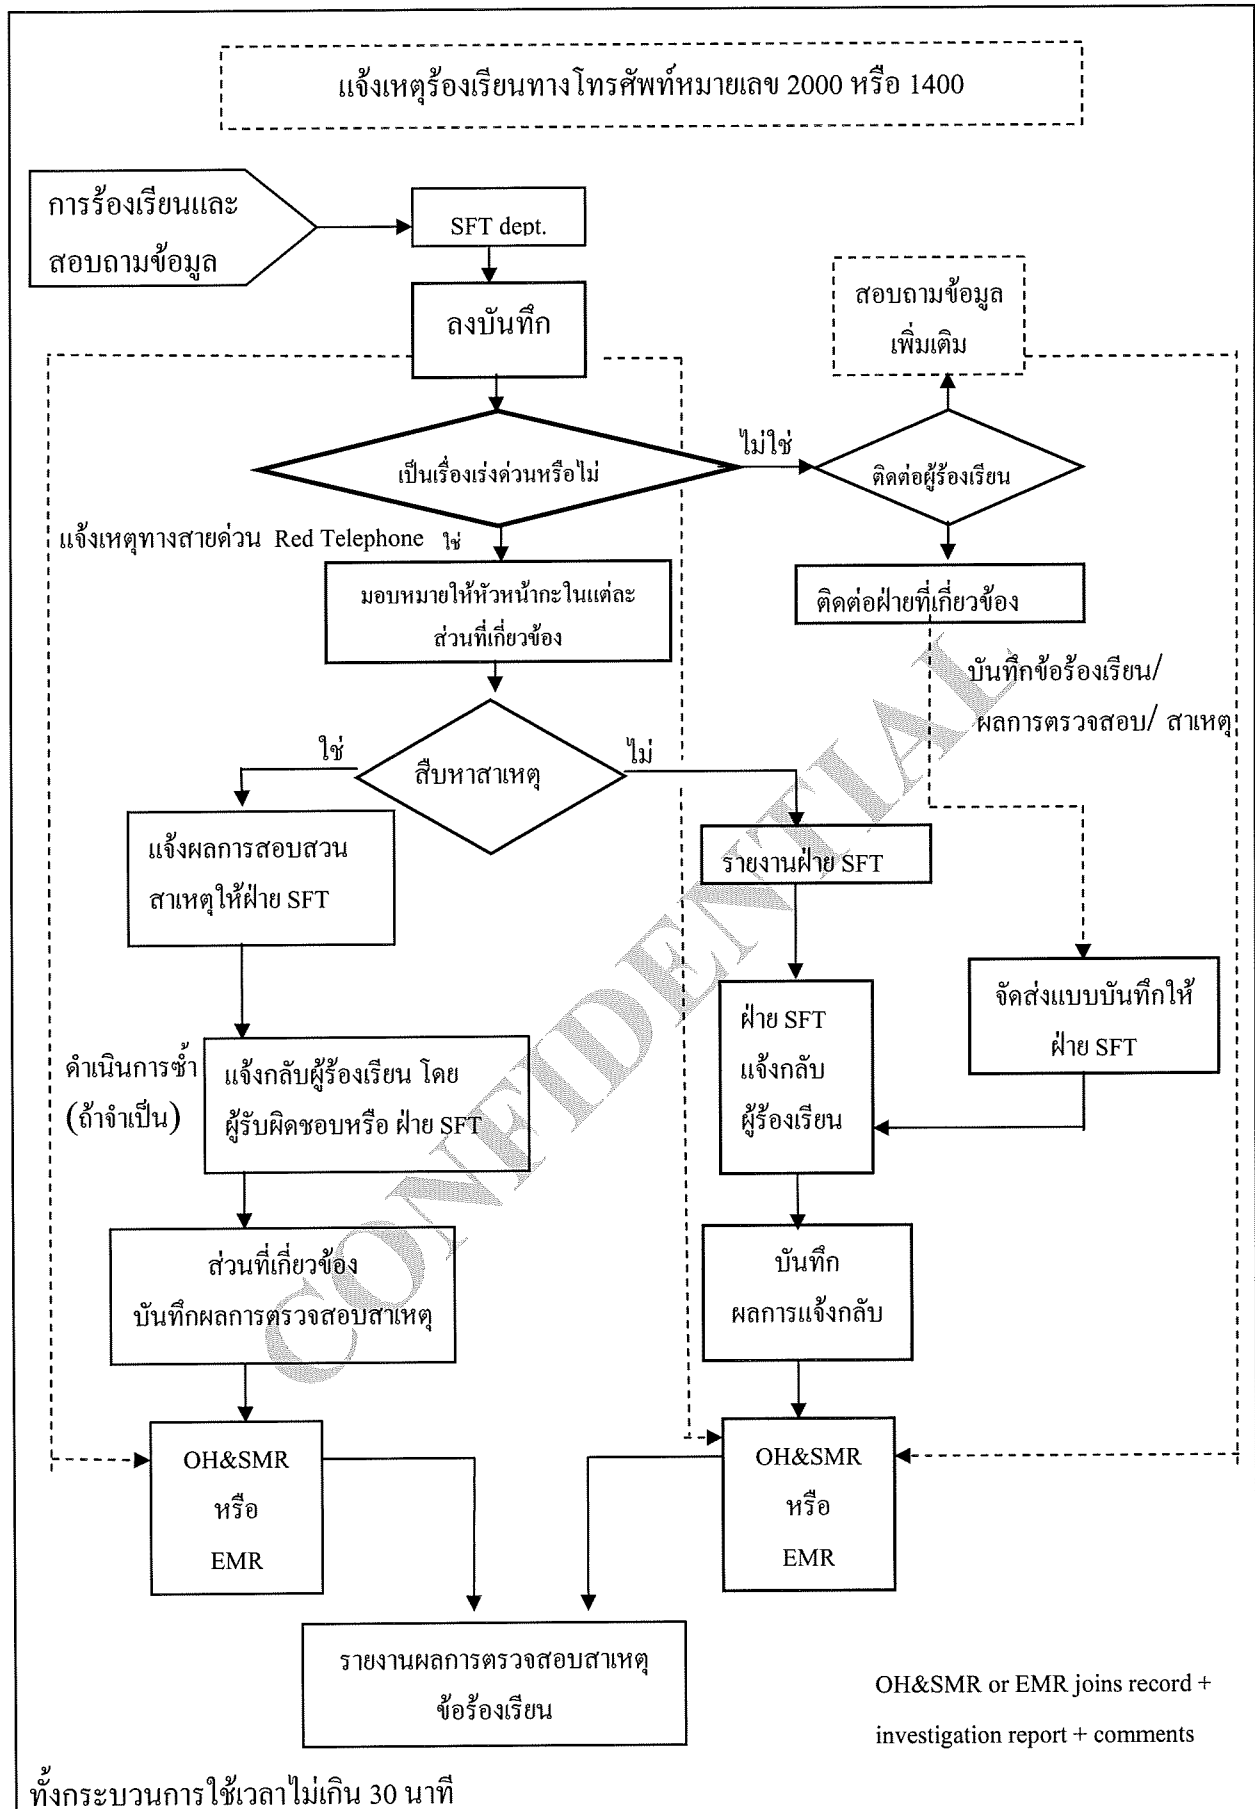 แจ้งเหตุร้องเรียนทางโทรศัพท์หมายเลข 2000 หรือ 1400
การร้องเรียนและ
สอบถามข้อมูล
SFT dept.
ลงบันทึก
สอบถามข้อมูล
เพิ่มเติม
เป็นเรื่องเร่งด่วนหรือไม่
ไม่ใช่
ติดต่อผู้ร้องเรียน
แจ้งเหตุทางสายด่วน Red Telephone
ใช่
มอบหมายให้หัวหน้ากะในแต่ละ
ส่วนที่เกี่ยวข้อง
ติดต่อฝ่ายที่เกี่ยวข้อง
บันทึกข้อร้องเรียน/
ผลการตรวจสอบ/ สาเหตุ
ใช่
สืบหาสาเหตุ
ไม่
แจ้งผลการสอบสวน
สาเหตุให้ฝ่าย SFT
รายงานฝ่าย SFT
จัดส่งแบบบันทึกให้
ฝ่าย SFT
ฝ่าย SFT
แจ้งกลับ
ผู้ร้องเรียน
ดำเนินการซ้ำ
(ถ้าจำเป็น)
แจ้งกลับผู้ร้องเรียน โดย
ผู้รับผิดชอบหรือ ฝ่าย SFT
ส่วนที่เกี่ยวข้อง
บันทึกผลการตรวจสอบสาเหตุ
บันทึก
ผลการแจ้งกลับ
OH&SMR
หรือ
EMR
OH&SMR
หรือ
EMR
รายงานผลการตรวจสอบสาเหตุ
ข้อร้องเรียน
OH&SMR or EMR joins record +
investigation report + comments
ทั้งกระบวนการใช้เวลาไม่เกิน 30 นาที
CONFIDENTIAL